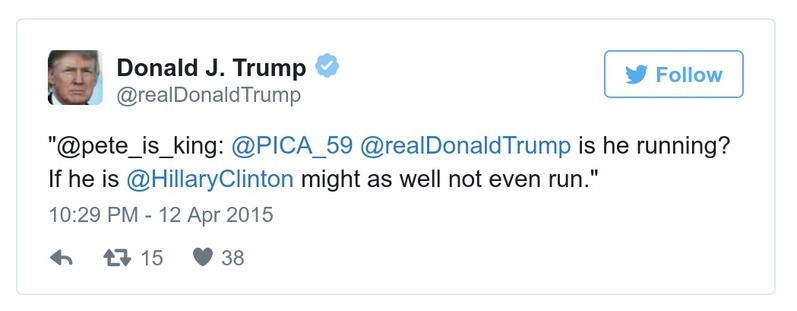 Donald J. Trump
@realDonaldTrump
Follow
"@pete_is_king: @PICA_59 @realDonaldTrump is he running?
If he is @HillaryClinton might as well not even run."
10:29 PM - 12 Apr 2015
15 38